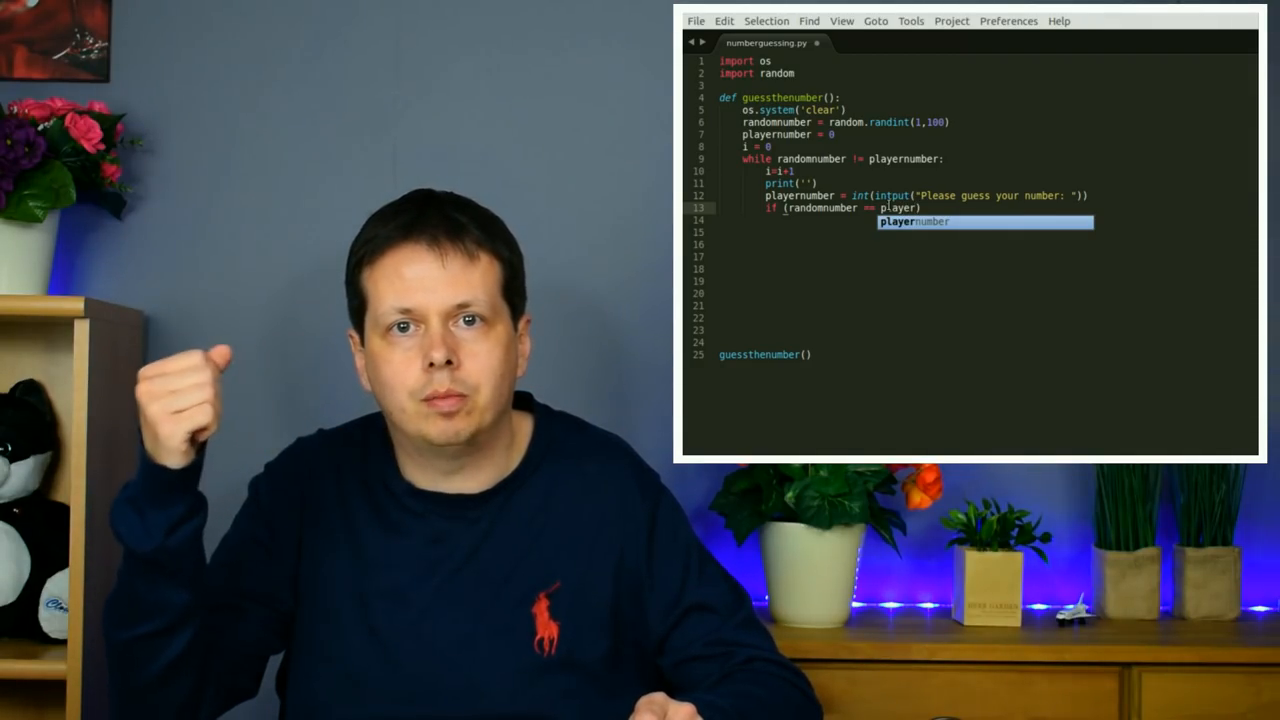 File Edit Selection Find View Goto Tools Project Preferences Help
numberguessing.py
1 import os
2 import random
3
4 def guessthenumber():
5 os.system('clear')
6 randomnumber = random.randint(1,100)
7 playernumber = 0
8 i = 0
9 while randomnumber != playernumber:
10 i=i+1
11 print('')
12 playernumber = int(input("Please guess your number: "))
13 if (randomnumber == player)
playernumber
14
15
16
17
18
19
20
21
22
23
24
25 guessthenumber()
HERB GARDEN